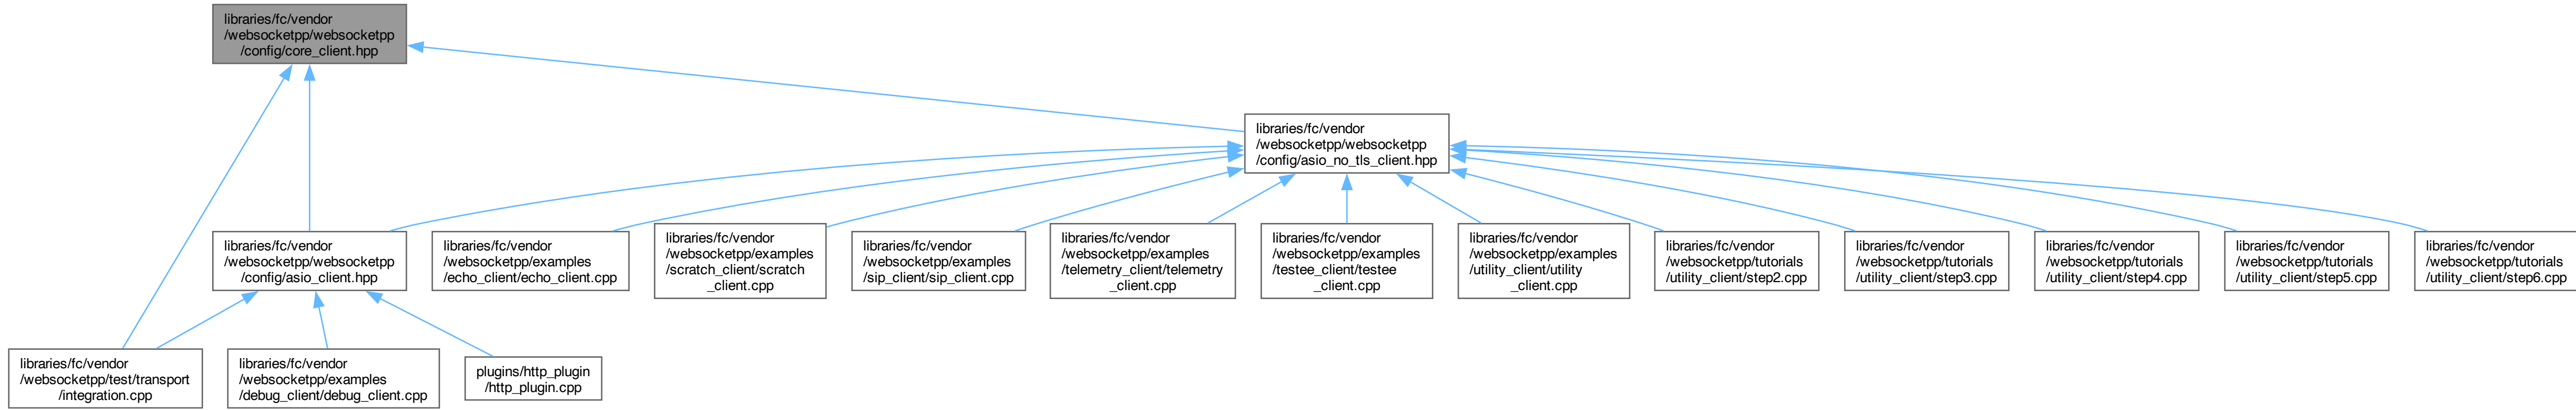 libraries/fc/vendor
/websocketpp/websocketpp
/config/core_client.hpp
libraries/fc/vendor
/websocketpp/websocketpp
/config/asio_no_tls_client.hpp
libraries/fc/vendor
/websocketpp/websocketpp
/config/asio_client.hpp
libraries/fc/vendor
/websocketpp/examples
/echo_client/echo_client.cpp
libraries/fc/vendor
/websocketpp/examples
/scratch_client/scratch
_client.cpp
libraries/fc/vendor
/websocketpp/examples
/sip_client/sip_client.cpp
libraries/fc/vendor
/websocketpp/examples
/telemetry_client/telemetry
_client.cpp
libraries/fc/vendor
/websocketpp/examples
/testee_client/testee
_client.cpp
libraries/fc/vendor
/websocketpp/examples
/utility_client/utility
_client.cpp
libraries/fc/vendor
/websocketpp/tutorials
/utility_client/step2.cpp
libraries/fc/vendor
/websocketpp/tutorials
/utility_client/step3.cpp
libraries/fc/vendor
/websocketpp/tutorials
/utility_client/step4.cpp
libraries/fc/vendor
/websocketpp/tutorials
/utility_client/step5.cpp
libraries/fc/vendor
/websocketpp/tutorials
/utility_client/step6.cpp
libraries/fc/vendor
/websocketpp/test/transport
/integration.cpp
libraries/fc/vendor
/websocketpp/examples
/debug_client/debug_client.cpp
plugins/http_plugin
/http_plugin.cpp